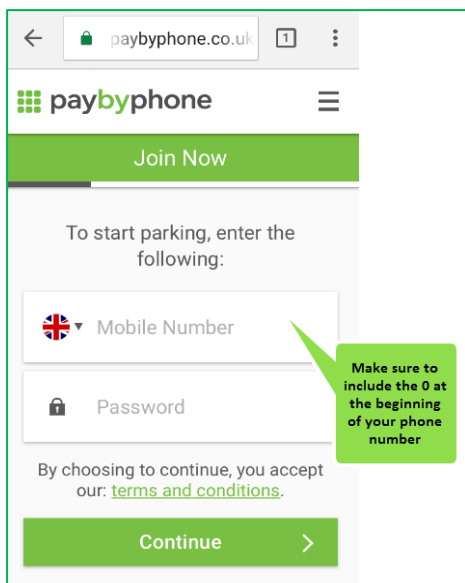 paybyphone.co.uk
1
paybyphone
Join Now
To start parking, enter the
following:
Mobile Number
Make sure to
include the 0 at
the beginning
of your phone
number
Password
By choosing to continue, you accept
our: terms and conditions.
Continue